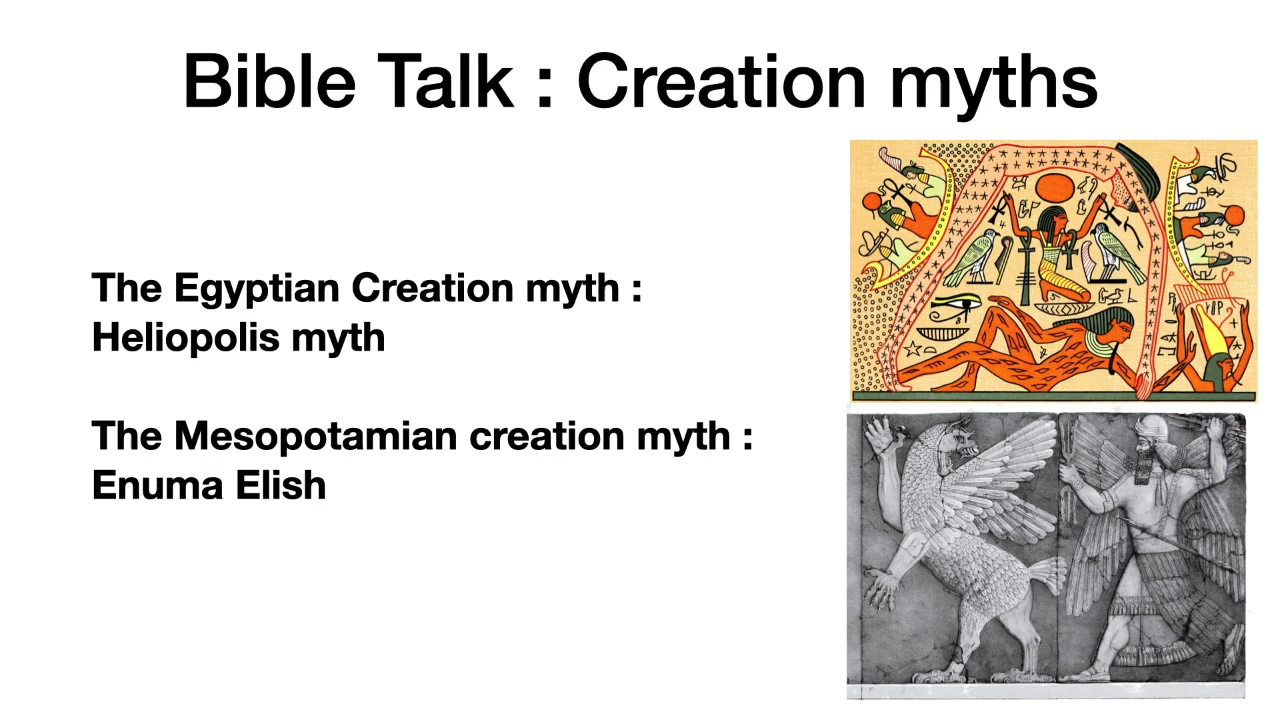 Bible Talk : Creation myths
The Egyptian Creation myth :
Heliopolis myth
The Mesopotamian creation myth :
Enuma Elish